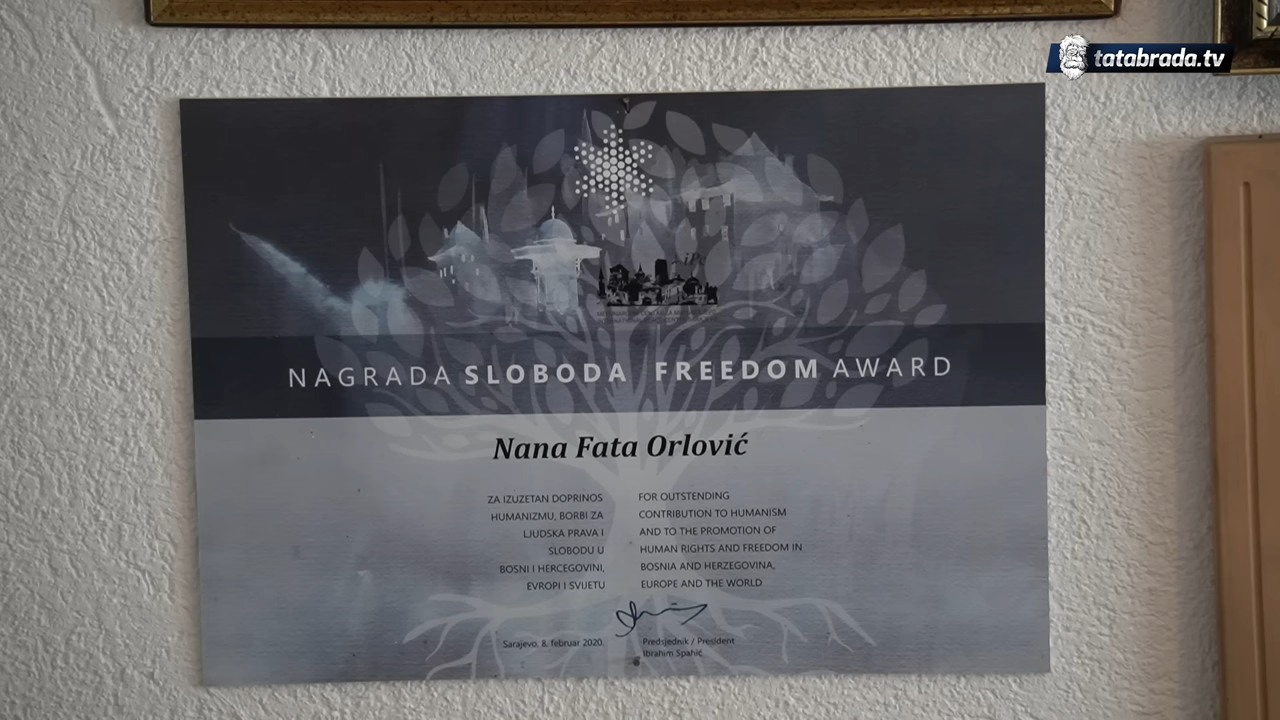 tatabrada.tv
NAGRADA SLOBODA FREEDOM AWARD
Nana Fata Orlović
ZA IZUZETAN DOPRINOS
HUMANIZMU, BORBI ZA
LJUDSKA PRAVA I
SLOBODU U
BOSNI I HERCEGOVINI,
EVROPI I SVIJETU
FOR OUTSTANDING
CONTRIBUTION TO HUMANISM
AND TO THE PROMOTION OF
HUMAN RIGHTS AND FREEDOM IN
BOSNIA AND HERZEGOVINA,
EUROPE AND THE WORLD
Sarajevo, 8. februar 2020.
Predsjednik / President
Ibrahim Spahić